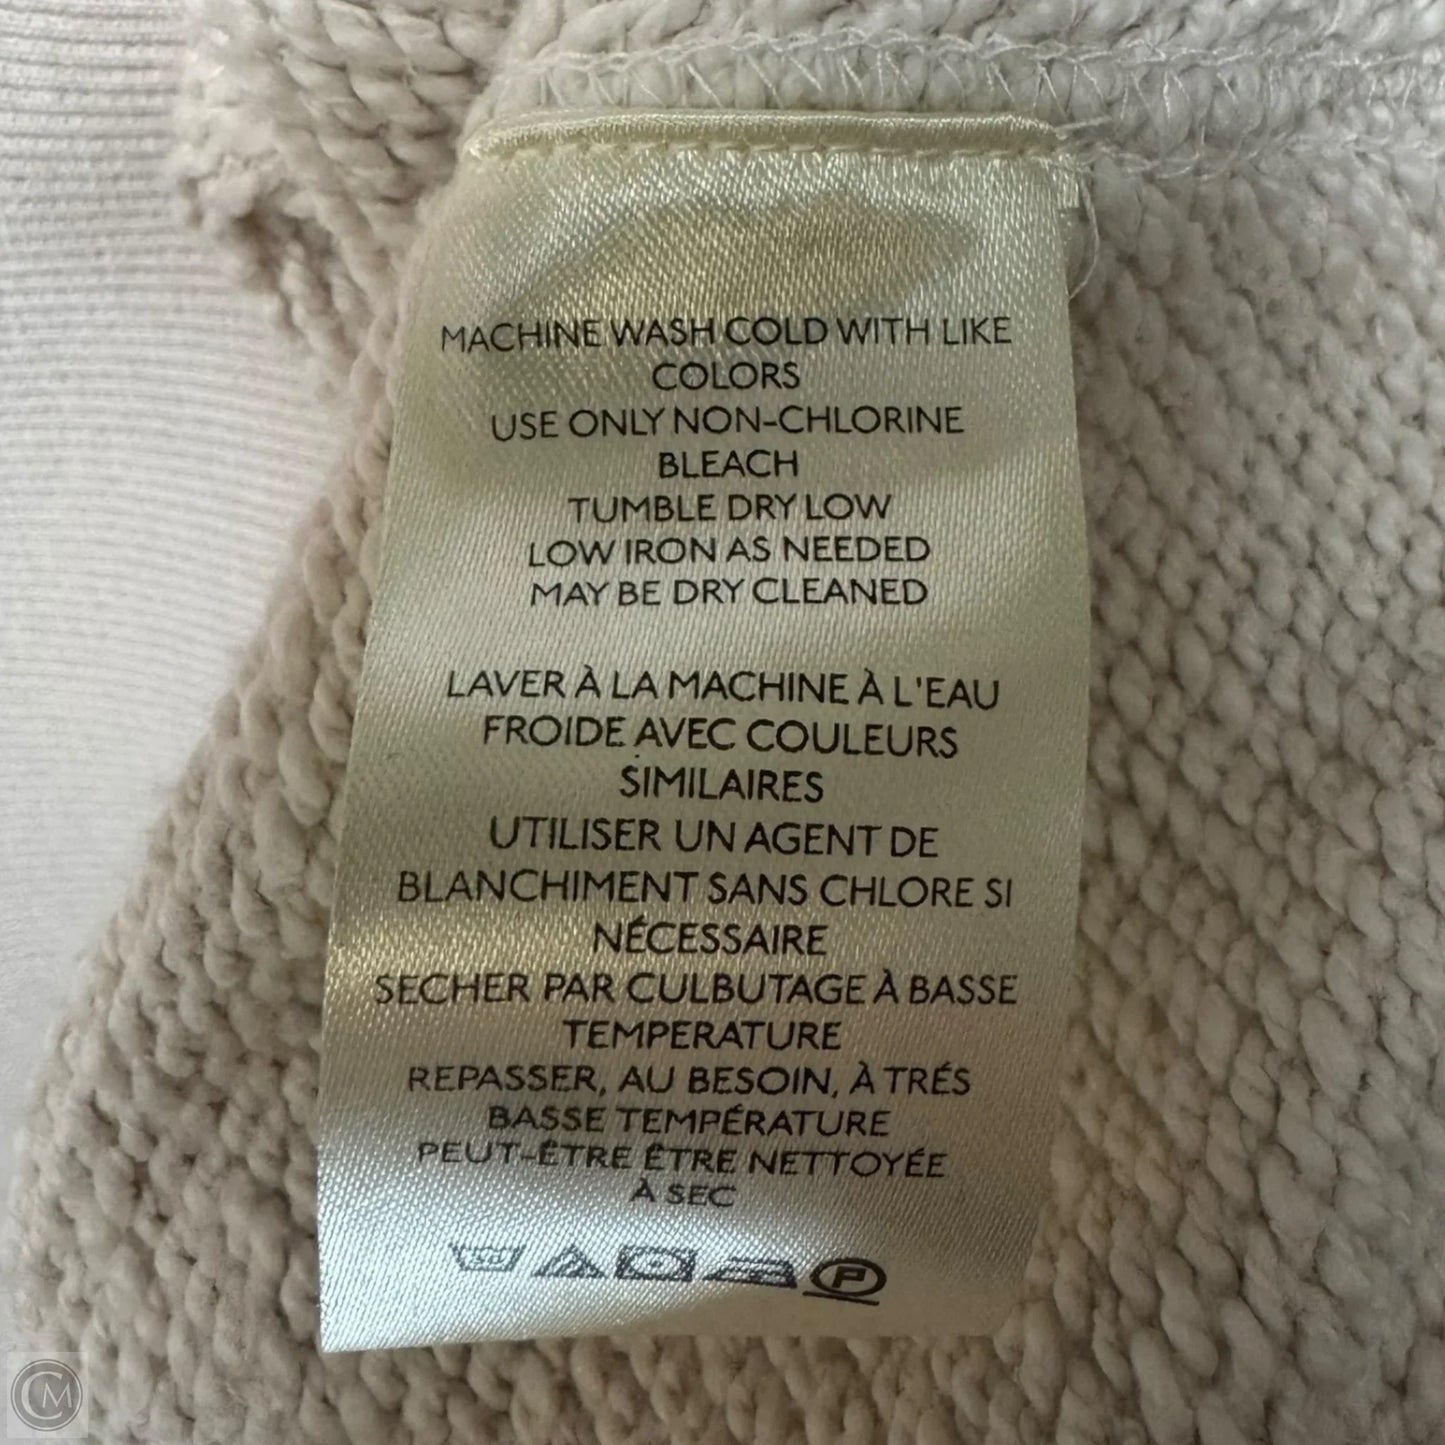 MACHINE WASH COLD WITH LIKE
COLORS
USE ONLY NON-CHLORINE
BLEACH
TUMBLE DRY LOW
LOW IRON AS NEEDED
MAY BE DRY CLEANED
LAVER À LA MACHINE À L'EAU
FROIDE AVEC COULEURS
SIMILAIRES
UTILISER UN AGENT DE
BLANCHIMENT SANS CHLORE SI
NÉCESSAIRE
SECHER PAR CULBUTAGE À BASSE
TEMPERATURE
REPASSER, AU BESOIN, À TRÉS
BASSE TEMPÉRATURE
PEUT-ÊTRE ÊTRE NETTOYÉE
À SEC
P
CM